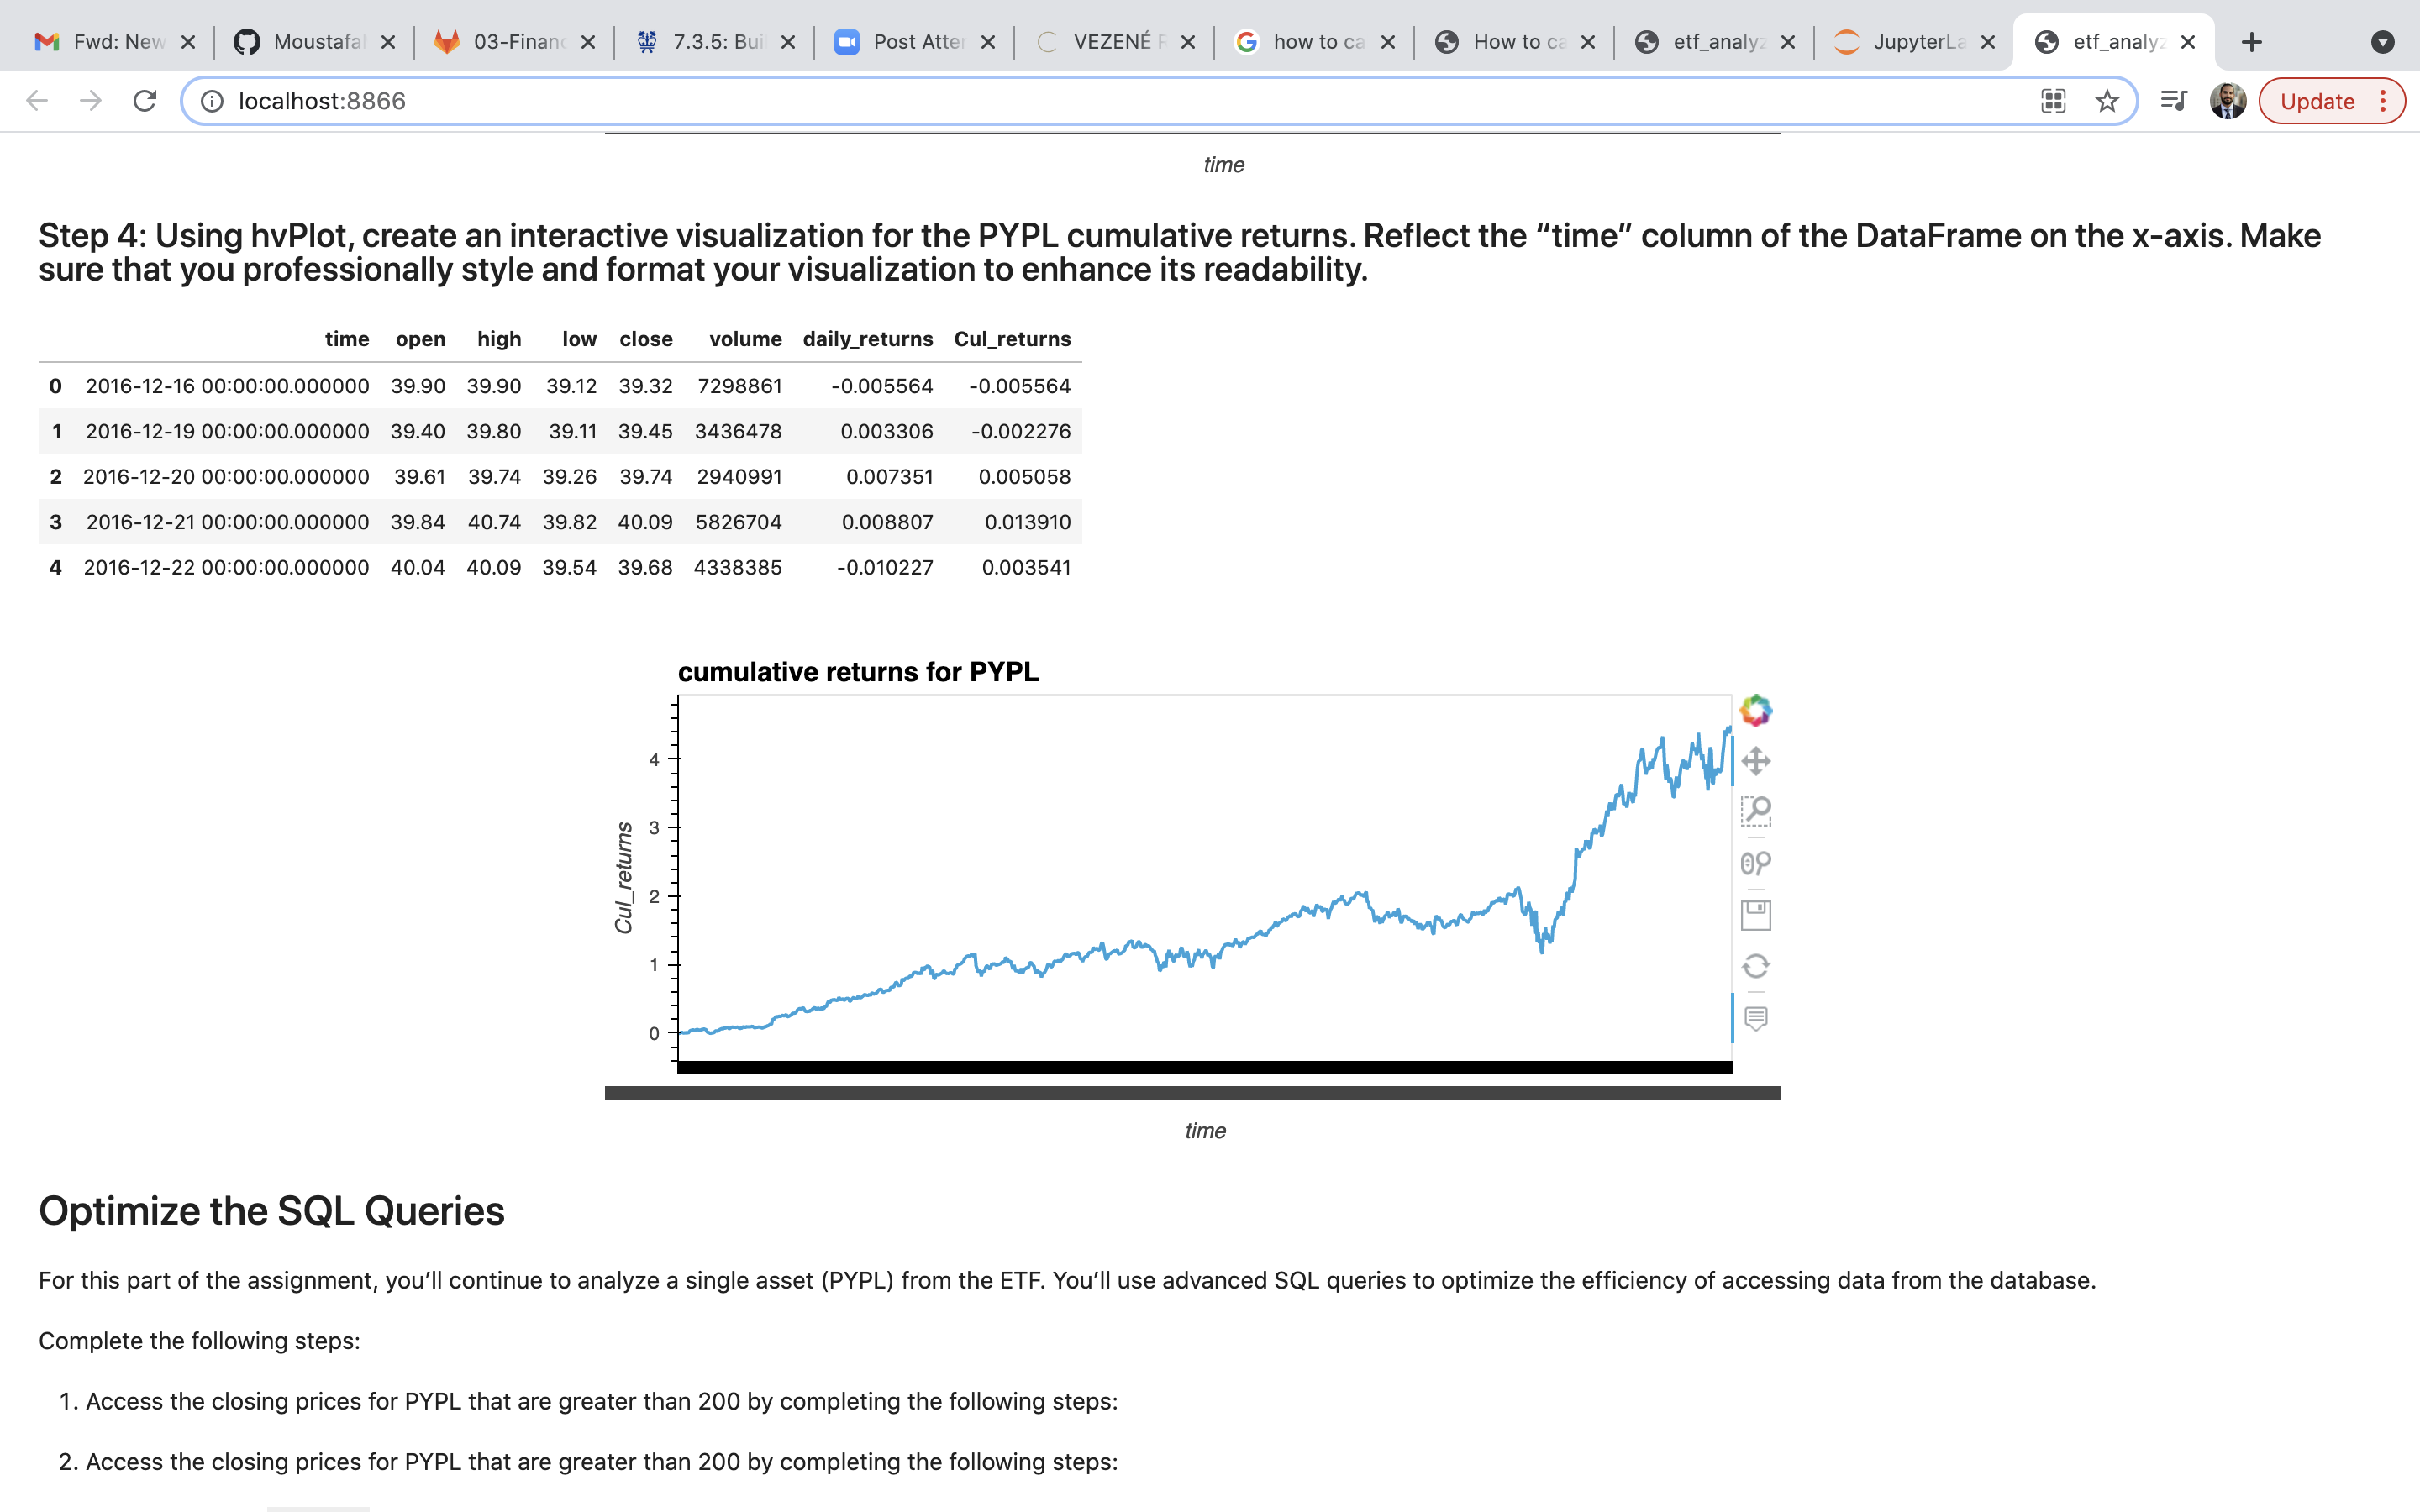 Fwd: New
Moustafa
03-Financ
7.3.5: Bui
Post Atter
VEZENÉ F
how to ca
How to ca
etf_analyz
JupyterLa
etf_analyz
localhost:8866
Update
time
Step 4: Using hvPlot, create an interactive visualization for the PYPL cumulative returns. Reflect the “time” column of the DataFrame on the x-axis. Make
sure that you professionally style and format your visualization to enhance its readability.
time open high low close volume daily_returns Cul_returns
0 2016-12-16 00:00:00.000000 39.90 39.90 39.12 39.32 7298861 -0.005564 -0.005564
1 2016-12-19 00:00:00.000000 39.40 39.80 39.11 39.45 3436478 0.003306 -0.002276
2 2016-12-20 00:00:00.000000 39.61 39.74 39.26 39.74 2940991 0.007351 0.005058
3 2016-12-21 00:00:00.000000 39.84 40.74 39.82 40.09 5826704 0.008807 0.013910
4 2016-12-22 00:00:00.000000 40.04 40.09 39.54 39.68 4338385 -0.010227 0.003541
cumulative returns for PYPL
4
3
2
1
0
Cul_returns
time
Optimize the SQL Queries
For this part of the assignment, you’ll continue to analyze a single asset (PYPL) from the ETF. You’ll use advanced SQL queries to optimize the efficiency of accessing data from the database.
Complete the following steps:
1. Access the closing prices for PYPL that are greater than 200 by completing the following steps:
2. Access the closing prices for PYPL that are greater than 200 by completing the following steps: